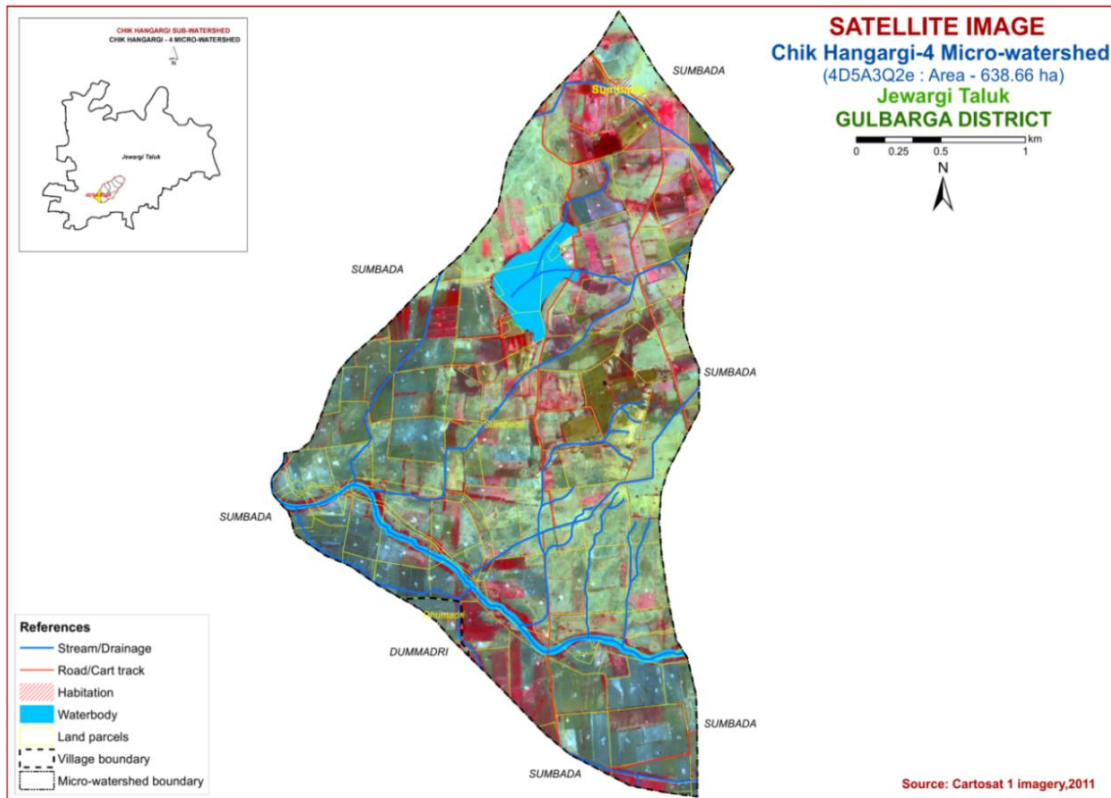 CHIK HANGARGI SUB-WATERSHED
CHIK HANGARGI - 4 MICRO-WATERSHED
N
Jewargi Taluk
SATELLITE IMAGE
Chik Hangargi-4 Micro-watershed
(4D5A3Q2e : Area - 638.66 ha)
Jewargi Taluk
GULBARGA DISTRICT
km
0 0.25 0.5 1
N
SUMBADA
Sumbada
SUMBADA
SUMBADA
Sumbada
SUMBADA
DUMMADRI
SUMBADA
SUMBADA
References
Stream/Drainage
Road/Cart track
Habitation
Waterbody
Land parcels
Village boundary
Micro-watershed boundary
Source: Cartosat 1 imagery,2011